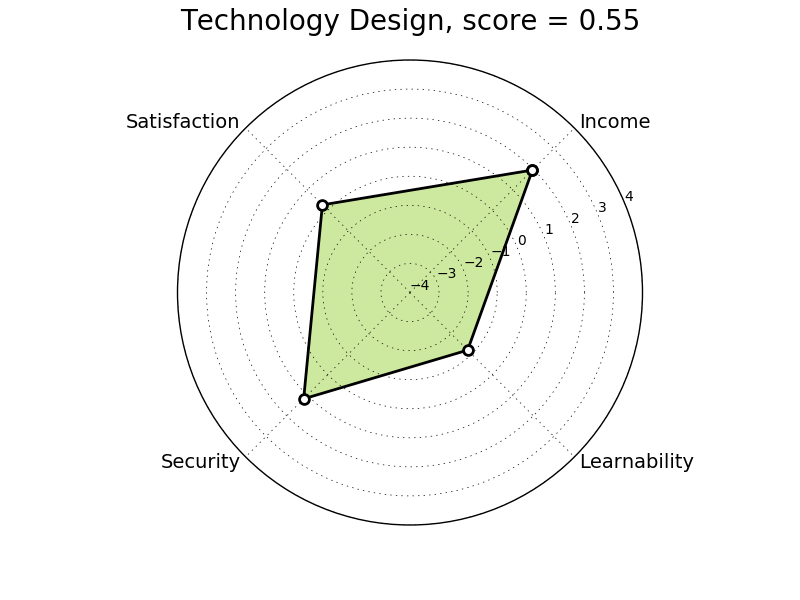 Technology Design, score = 0.55
Satisfaction
Income
4
3
2
1
0
−1
−2
−3
−4
Security
Learnability